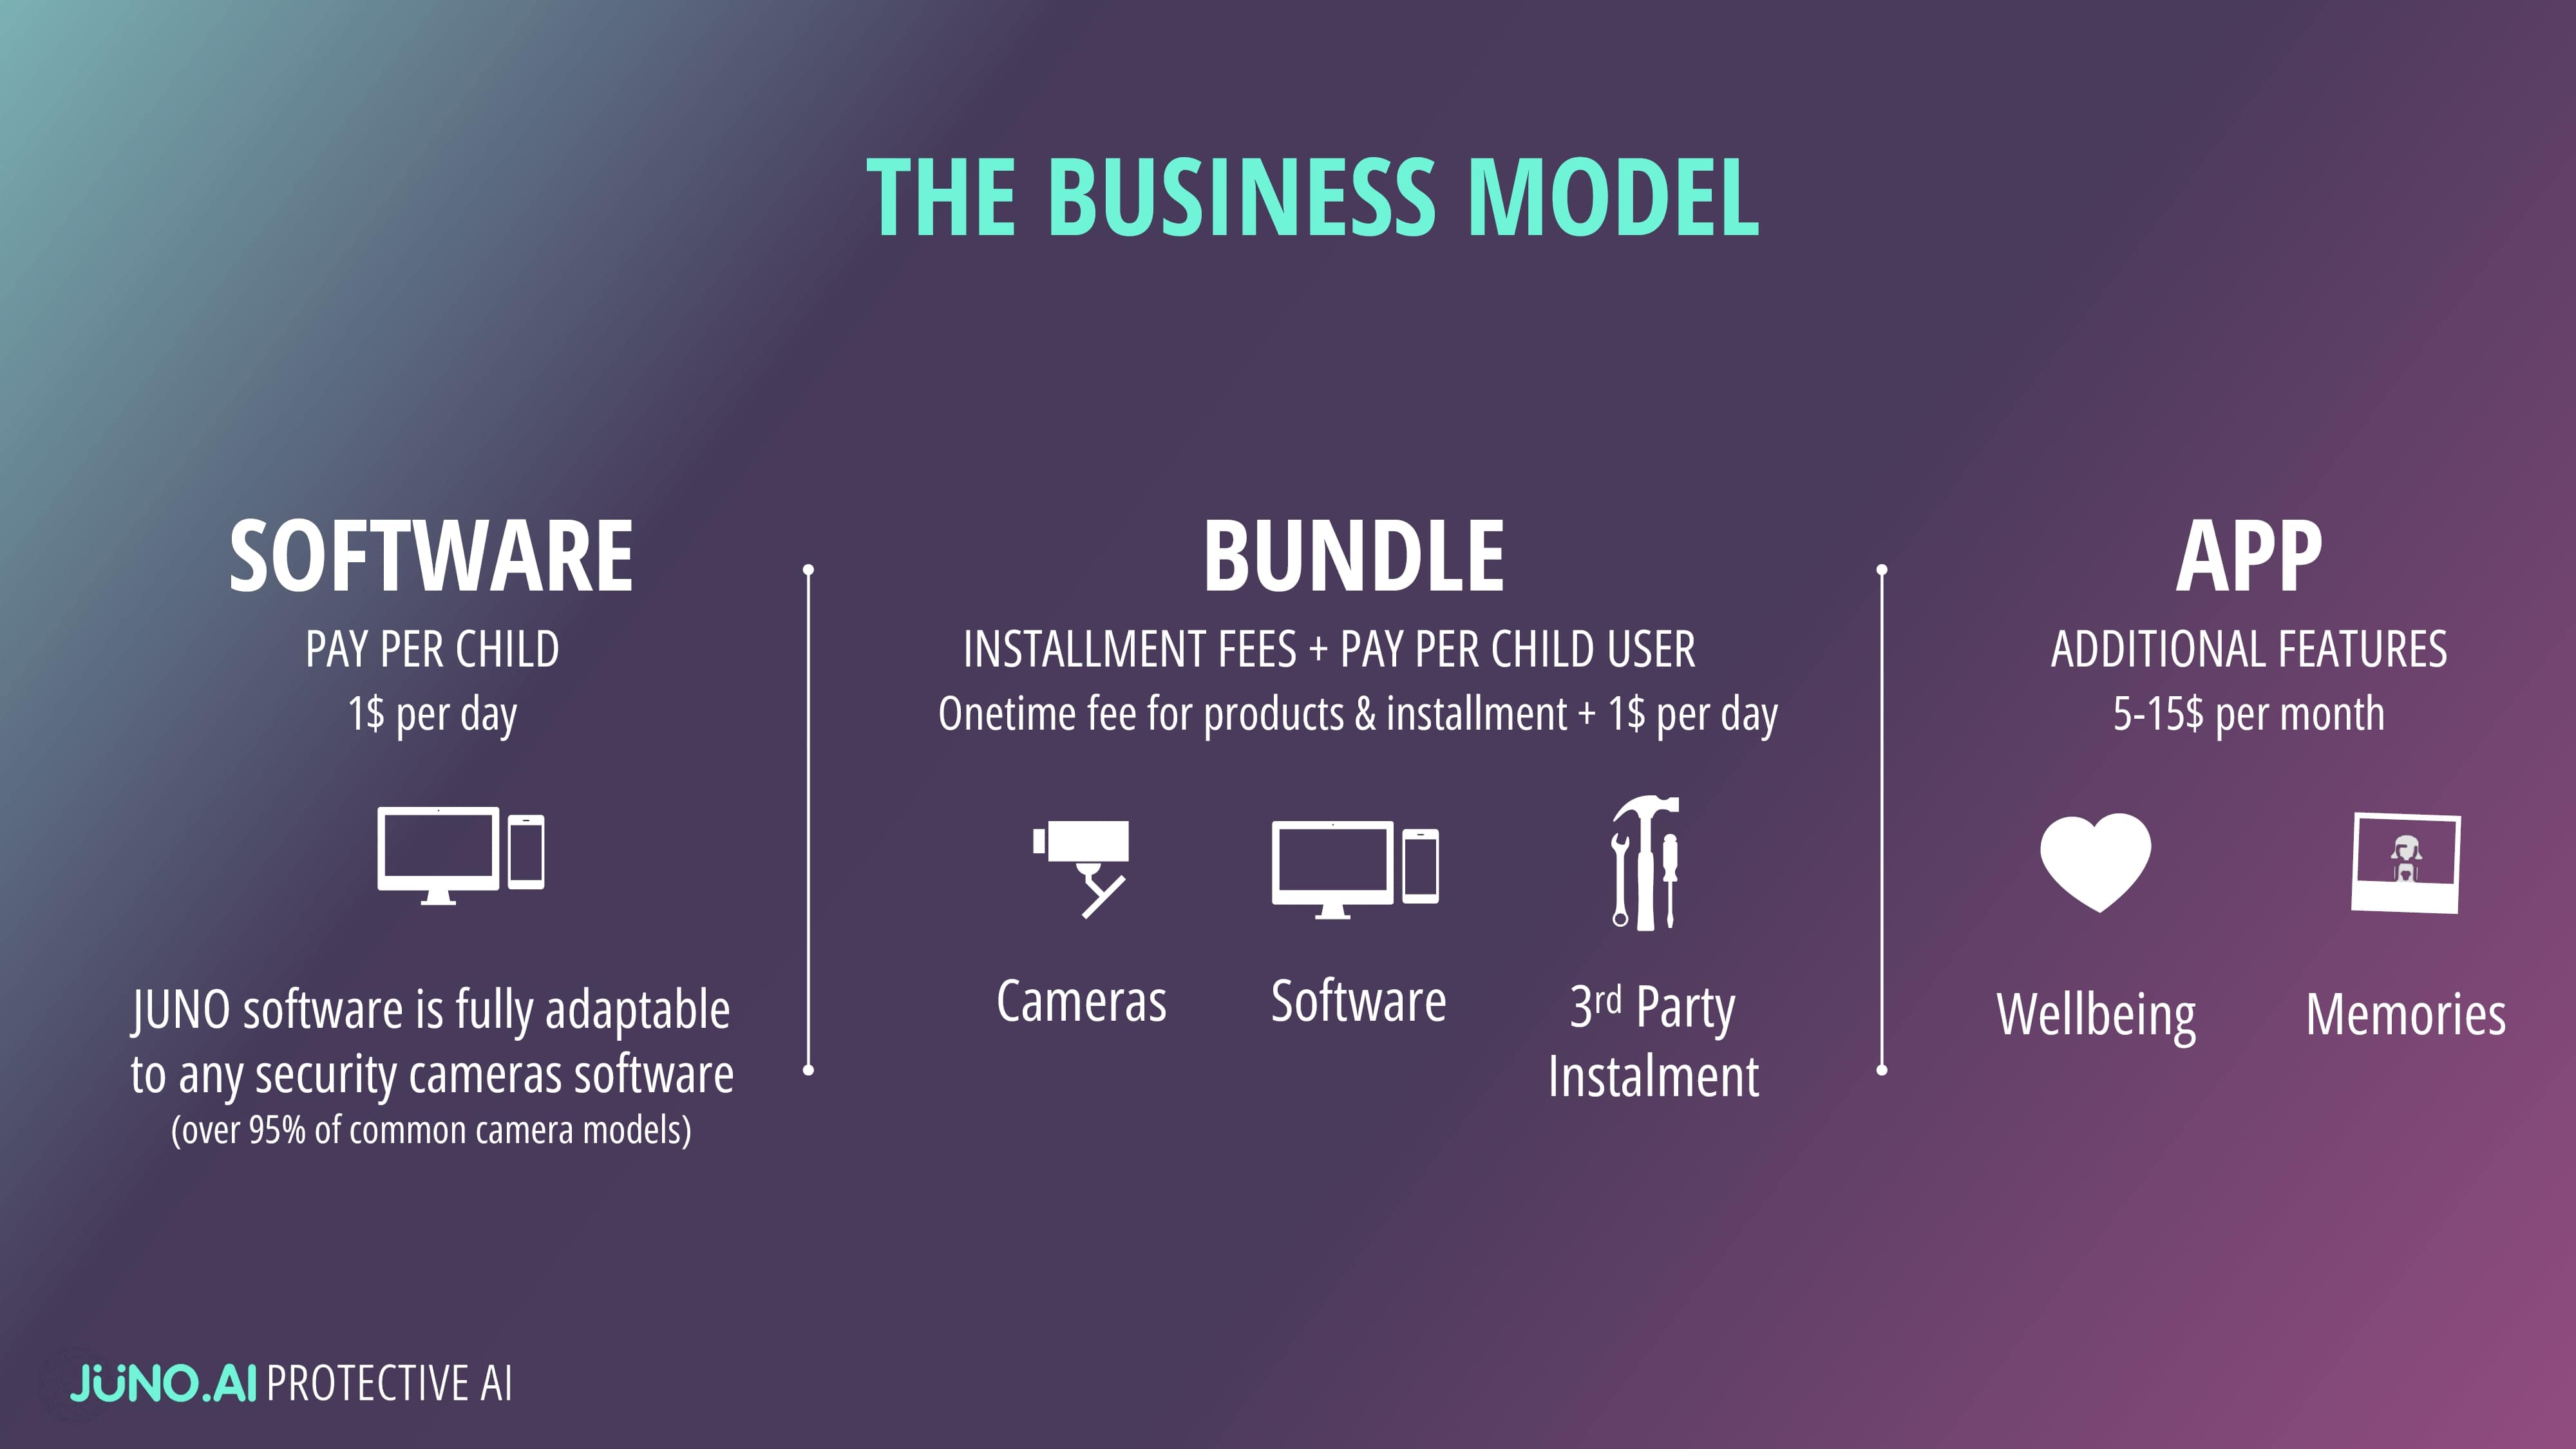 THE BUSINESS MODEL
SOFTWARE
PAY PER CHILD
1$ per day
JUNO software is fully adaptable
to any security cameras software
(over 95% of common camera models)
BUNDLE
INSTALLMENT FEES + PAY PER CHILD USER
Onetime fee for products & installment + 1$ per day
Cameras
Software
3rd Party
Instalment
APP
ADDITIONAL FEATURES
5-15$ per month
Wellbeing
Memories
JÜNO.AI PROTECTIVE AI